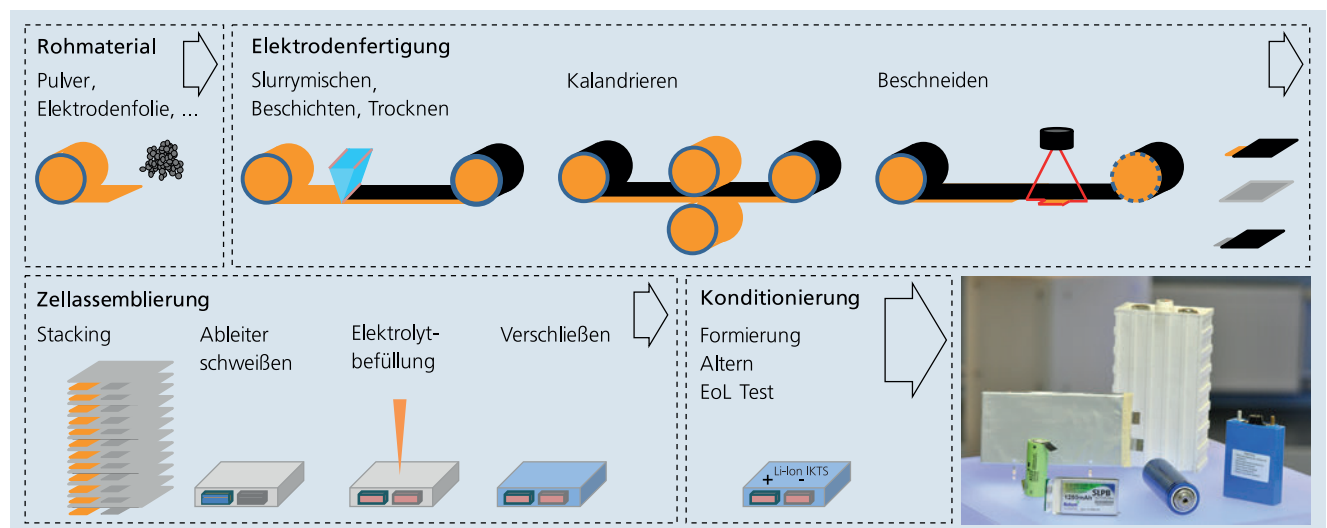 Rohmaterial
Pulver,
Elektrodenfolie, ...
Elektrodenfertigung
Slurrymischen,
Beschichten, Trocknen
Kalandrieren
Beschneiden
Zellassemblierung
Stacking
Ableiter
schweißen
Elektrolyt-
befüllung
Verschließen
Konditionierung
Formierung
Altern
EoL Test
Li-Ion IKTS
+ -
SLPB
1280mAh